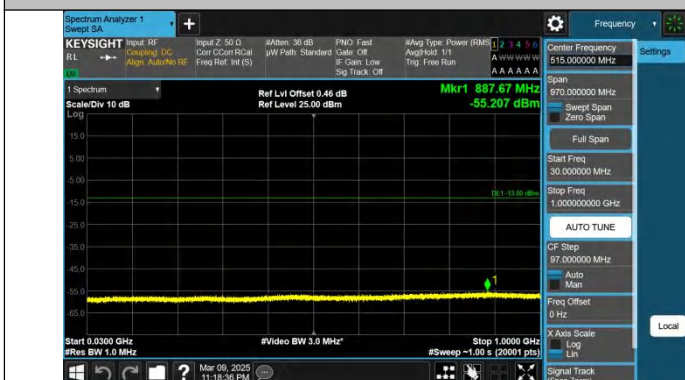 Spectrum Analyzer 1
Swept SA
Frequency
KEYSIGHT
RL
Input: RF
Coupling: DC
Align: Auto/No RF
Input Z: 50 Ω
Corr CCorr RCal
Freq Ref: Int (S)
#Atten: 36 dB
µW Path: Standard
PNO: Fast
Gate: Off
IF Gain: Low
Sig Track: Off
#Avg Type: Power (RMS
Avg|Hold: 1/1
Trig: Free Run
1 2 3 4 5 6
A W W W W W
A A A A A A
1 Spectrum
Scale/Div 10 dB
Log
Ref Lvl Offset 0.46 dB
Ref Level 25.00 dBm
Mkr1 887.67 MHz
-55.207 dBm
15.0
5.00
-5.00
-15.0
-25.0
-35.0
-45.0
-55.0
-65.0
DL1 -13.00 dBm
1
Start 0.0300 GHz
#Res BW 1.0 MHz
#Video BW 3.0 MHz*
Stop 1.0000 GHz
#Sweep ~1.00 s (20001 pts)
Mar 09, 2025
11:18:36 PM
Center Frequency
515.000000 MHz
Settings
Span
970.000000 MHz
Swept Span
Zero Span
Full Span
Start Freq
30.000000 MHz
Stop Freq
1.000000000 GHz
AUTO TUNE
CF Step
97.000000 MHz
Auto
Man
Freq Offset
0 Hz
X Axis Scale
Log
Lin
Signal Track
Local